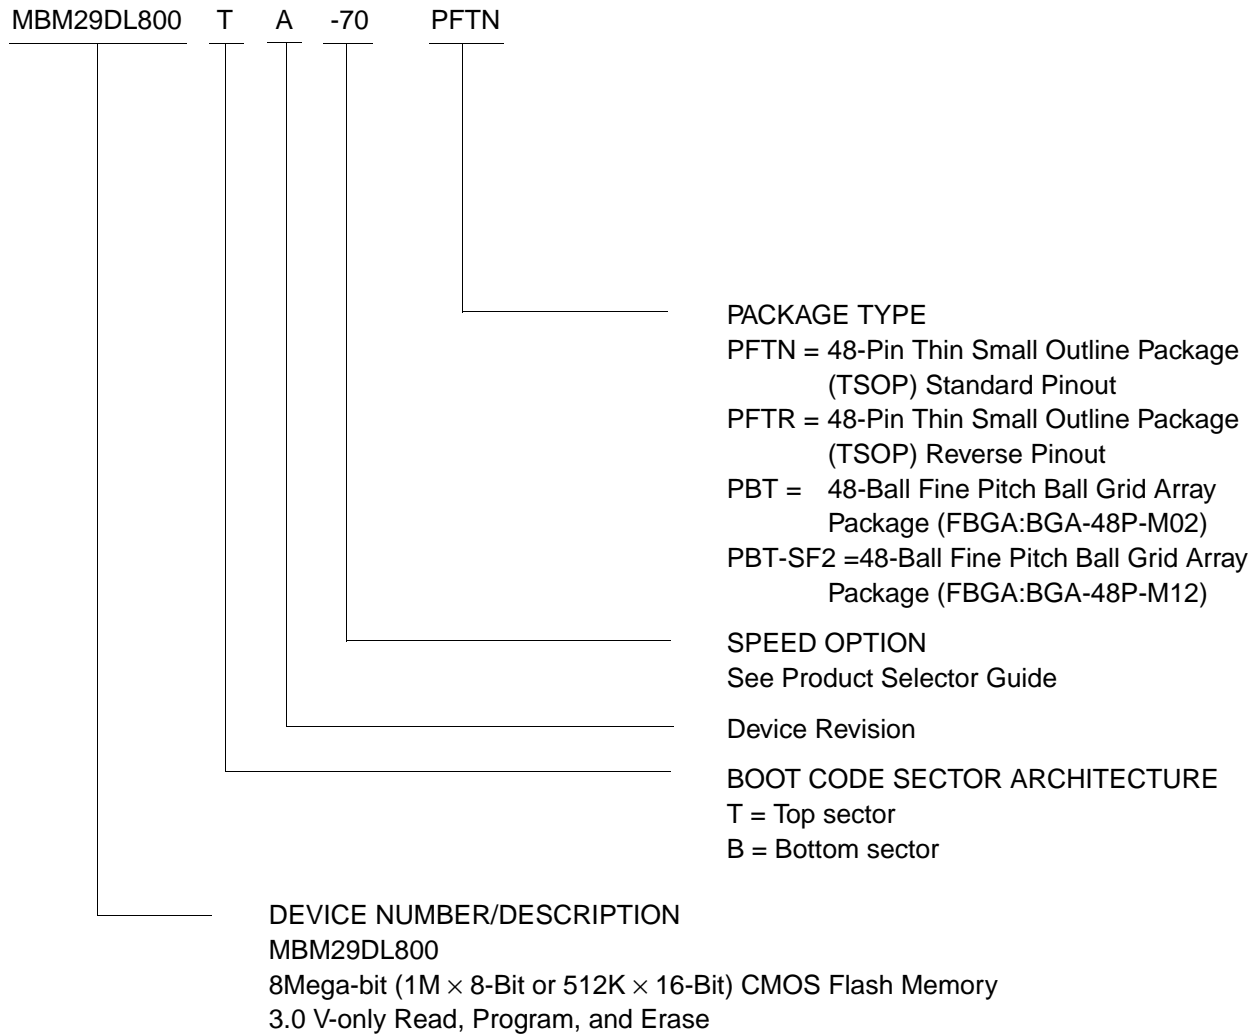 MBM29DL800 T A -70 PFTN
PACKAGE TYPE
PFTN = 48-Pin Thin Small Outline Package
(TSOP) Standard Pinout
PFTR = 48-Pin Thin Small Outline Package
(TSOP) Reverse Pinout
PBT = 48-Ball Fine Pitch Ball Grid Array
Package (FBGA:BGA-48P-M02)
PBT-SF2 =48-Ball Fine Pitch Ball Grid Array
Package (FBGA:BGA-48P-M12)
SPEED OPTION
See Product Selector Guide
Device Revision
BOOT CODE SECTOR ARCHITECTURE
T = Top sector
B = Bottom sector
DEVICE NUMBER/DESCRIPTION
MBM29DL800
8Mega-bit (1M × 8-Bit or 512K × 16-Bit) CMOS Flash Memory
3.0 V-only Read, Program, and Erase